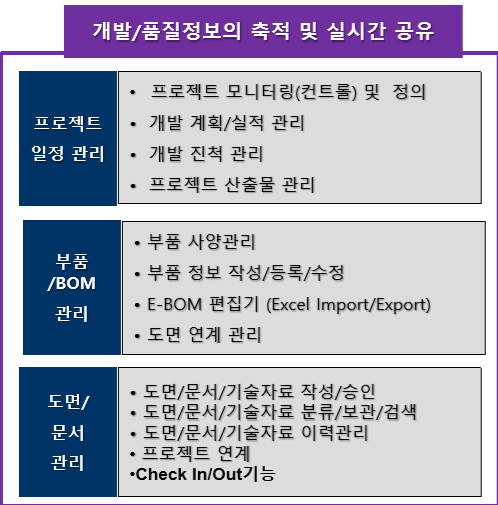 개발/품질정보의 축적 및 실시간 공유
프로젝트
일정 관리
• 프로젝트 모니터링(컨트롤) 및 정의
• 개발 계획/실적 관리
• 개발 진척 관리
• 프로젝트 산출물 관리
부품
/BOM
관리
• 부품 사양관리
• 부품 정보 작성/등록/수정
• E-BOM 편집기 (Excel Import/Export)
• 도면 연계 관리
도면/
문서
관리
• 도면/문서/기술자료 작성/승인
• 도면/문서/기술자료 분류/보관/검색
• 도면/문서/기술자료 이력관리
• 프로젝트 연계
•Check In/Out기능